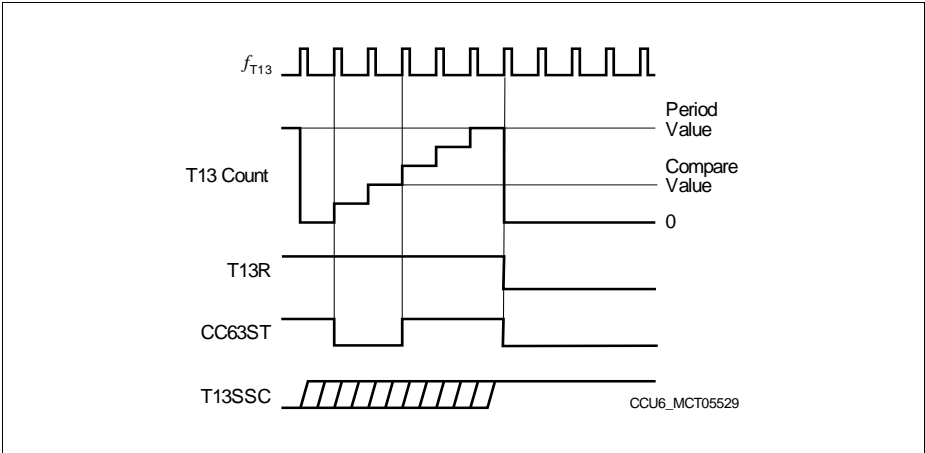 fT13
Period
Value
T13 Count
Compare
Value
0
T13R
CC63ST
T13SSC
CCU6_MCT05529